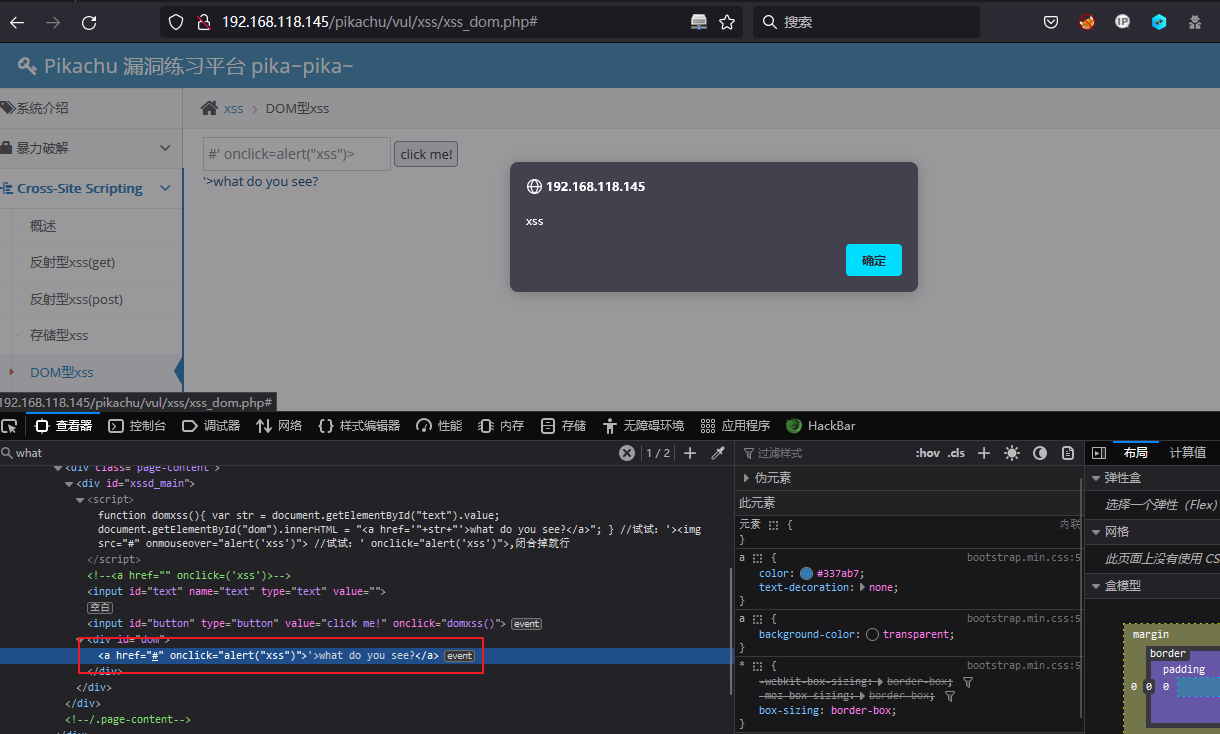 192.168.118.145/pikachu/vul/xss/xss_dom.php#
搜索
Pikachu 漏洞练习平台 pika~pika~
系统介绍
xss > DOM型xss
暴力破解
#' onclick=alert("xss")>
click me!
'>what do you see?
192.168.118.145
xss
确定
Cross-Site Scripting
概述
反射型xss(get)
反射型xss(post)
存储型xss
DOM型xss
192.168.118.145/pikachu/vul/xss/xss_dom.php#
查看器 控制台 调试器 网络 样式编辑器 性能 内存 存储 无障碍环境 应用程序 HackBar
what
1 / 2
<div class="page-content">
<div id="xssd_main">
<script>
function domxss(){ var str = document.getElementById("text").value;
document.getElementById("dom").innerHTML = "<a href='"+str+"'>what do you see?</a>"; } //试试：'><img
src="#" onmouseover="alert('xss')"> //试试：' onclick="alert('xss')">,闭合掉就行
</script>
<!--<a href="" onclick=('xss')>-->
<input id="text" name="text" type="text" value="">
空白
<input id="button" type="button" value="click me!" onclick="domxss()"> event
<div id="dom">
<a href="#" onclick="alert("xss")">'>what do you see?</a> event
</div>
</div>
</div>
<!--/.page-content-->
</div>
过滤样式
:hov .cls
伪元素
此元素
元素 {
内联
}
a {
bootstrap.min.css:5
color: #337ab7;
text-decoration: none;
}
a {
bootstrap.min.css:5
background-color: transparent;
}
* {
bootstrap.min.css:5
-webkit-box-sizing: border-box;
-moz-box-sizing: border-box;
box-sizing: border-box;
}
布局 计算值
弹性盒
选择一个弹性（Flex）
网格
此页面上没有使用 CS
盒模型
margin
border
padding
0 0 0